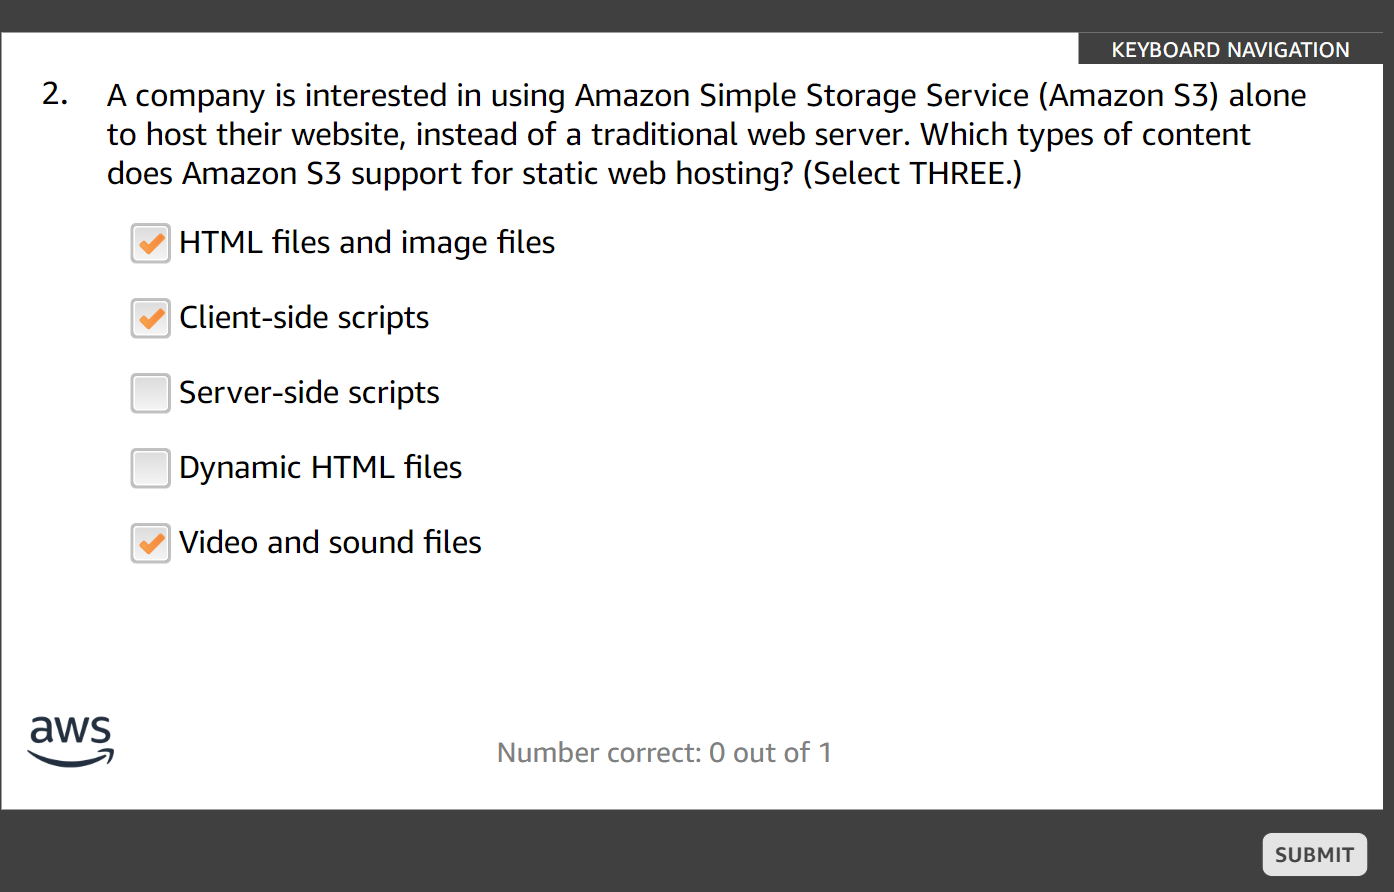 KEYBOARD NAVIGATION
2. A company is interested in using Amazon Simple Storage Service (Amazon S3) alone
to host their website, instead of a traditional web server. Which types of content
does Amazon S3 support for static web hosting? (Select THREE.)
HTML files and image files
Client-side scripts
Server-side scripts
Dynamic HTML files
Video and sound files
aws
Number correct: 0 out of 1
SUBMIT